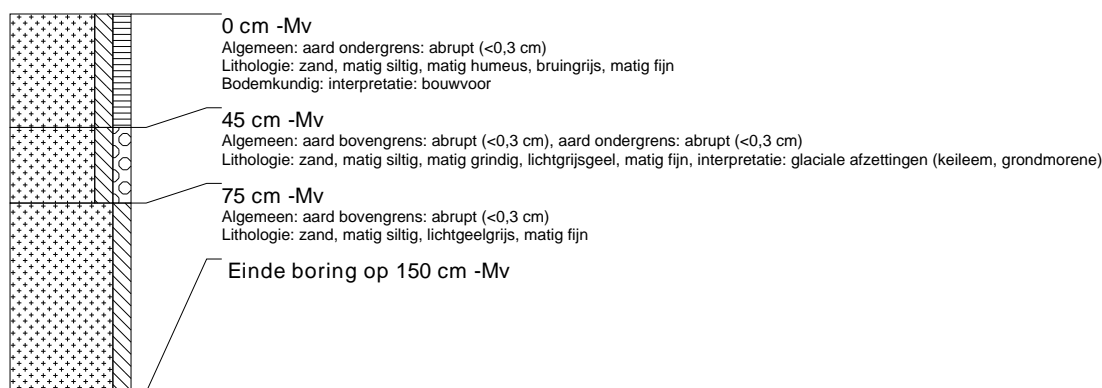 0 cm -Mv
Algemeen: aard ondergrens: abrupt (<0,3 cm)
Lithologie: zand, matig siltig, matig humeus, bruingrijs, matig fijn
Bodemkundig: interpretatie: bouwvoor
45 cm -Mv
Algemeen: aard bovengrens: abrupt (<0,3 cm), aard ondergrens: abrupt (<0,3 cm)
Lithologie: zand, matig siltig, matig grindig, lichtgrijsgeel, matig fijn, interpretatie: glaciale afzettingen (keileem, grondmorene)
75 cm -Mv
Algemeen: aard bovengrens: abrupt (<0,3 cm)
Lithologie: zand, matig siltig, lichtgeelgrijs, matig fijn
Einde boring op 150 cm -Mv